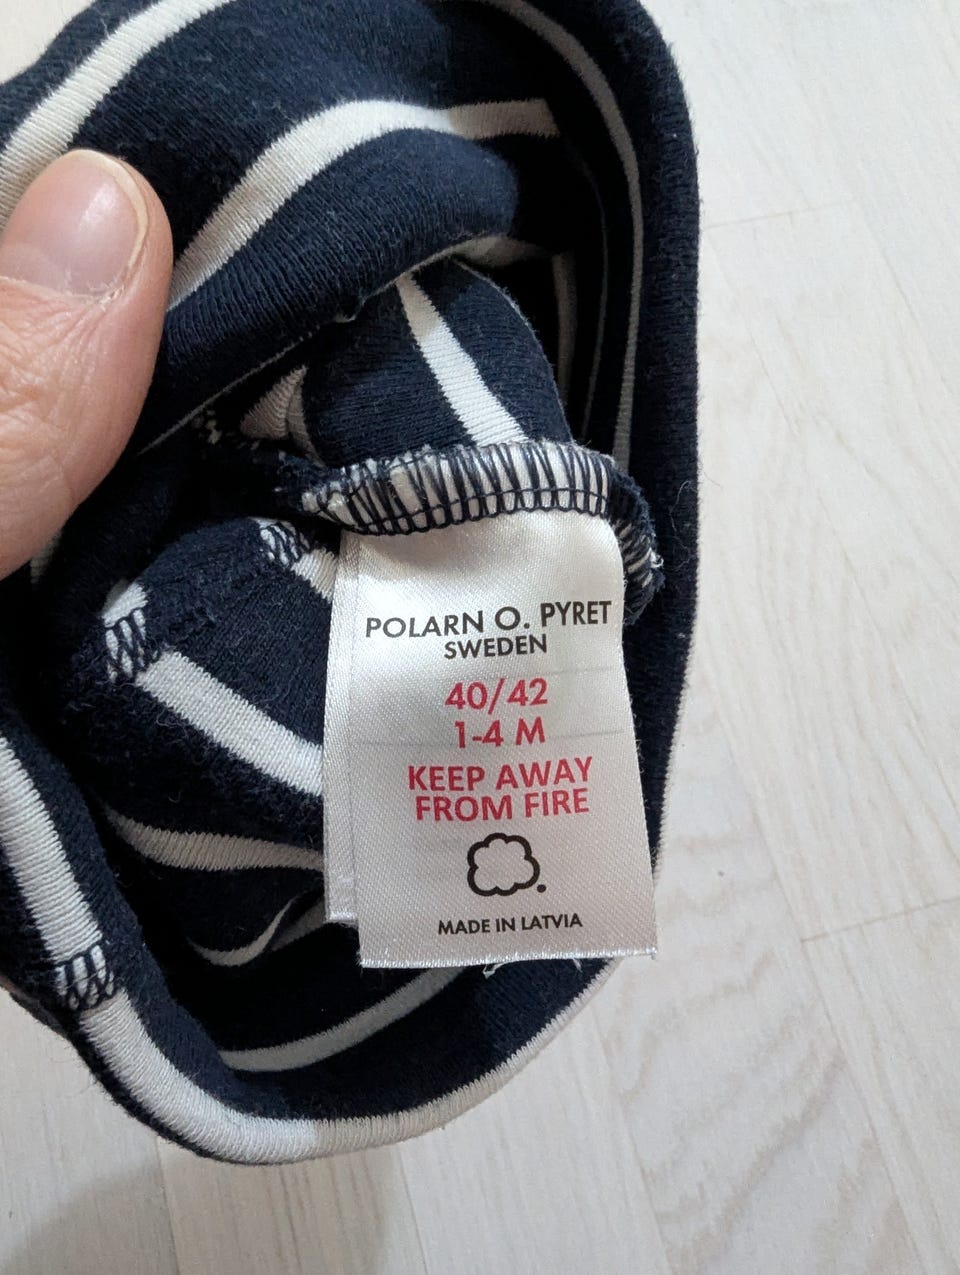 POLARN O. PYRET
SWEDEN
40/42
1-4 M
KEEP AWAY
FROM FIRE
MADE IN LATVIA